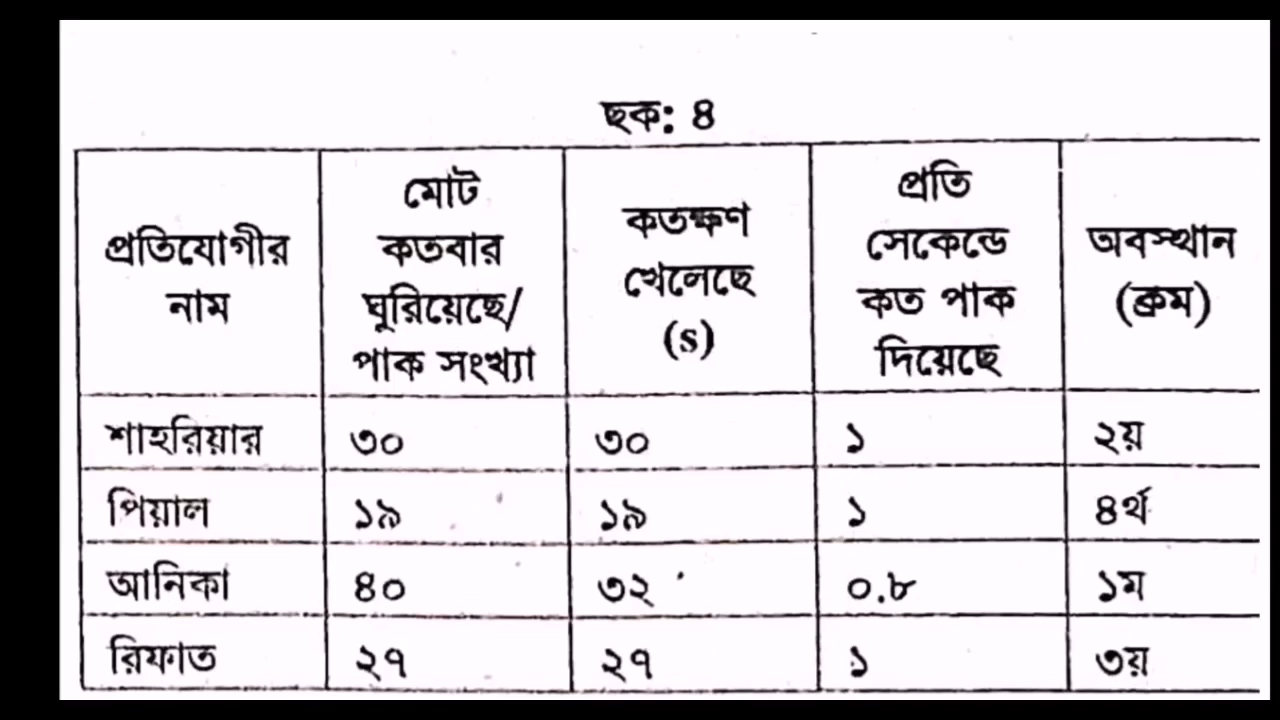 ছক: ৪
প্রতিযোগীর নাম | মোট কতবার ঘুরিয়েছে/ পাক সংখ্যা | কতক্ষণ খেলেছে (s) | প্রতি সেকেন্ডে কত পাক দিয়েছে | অবস্থান (ক্রম)
শাহরিয়ার | ৩০ | ৩০ | ১ | ২য়
পিয়াল | ১৯ | ১৯ | ১ | ৪র্থ
আনিকা | ৪০ | ৩২ | ০.৮ | ১ম
রিফাত | ২৭ | ২৭ | ১ | ৩য়